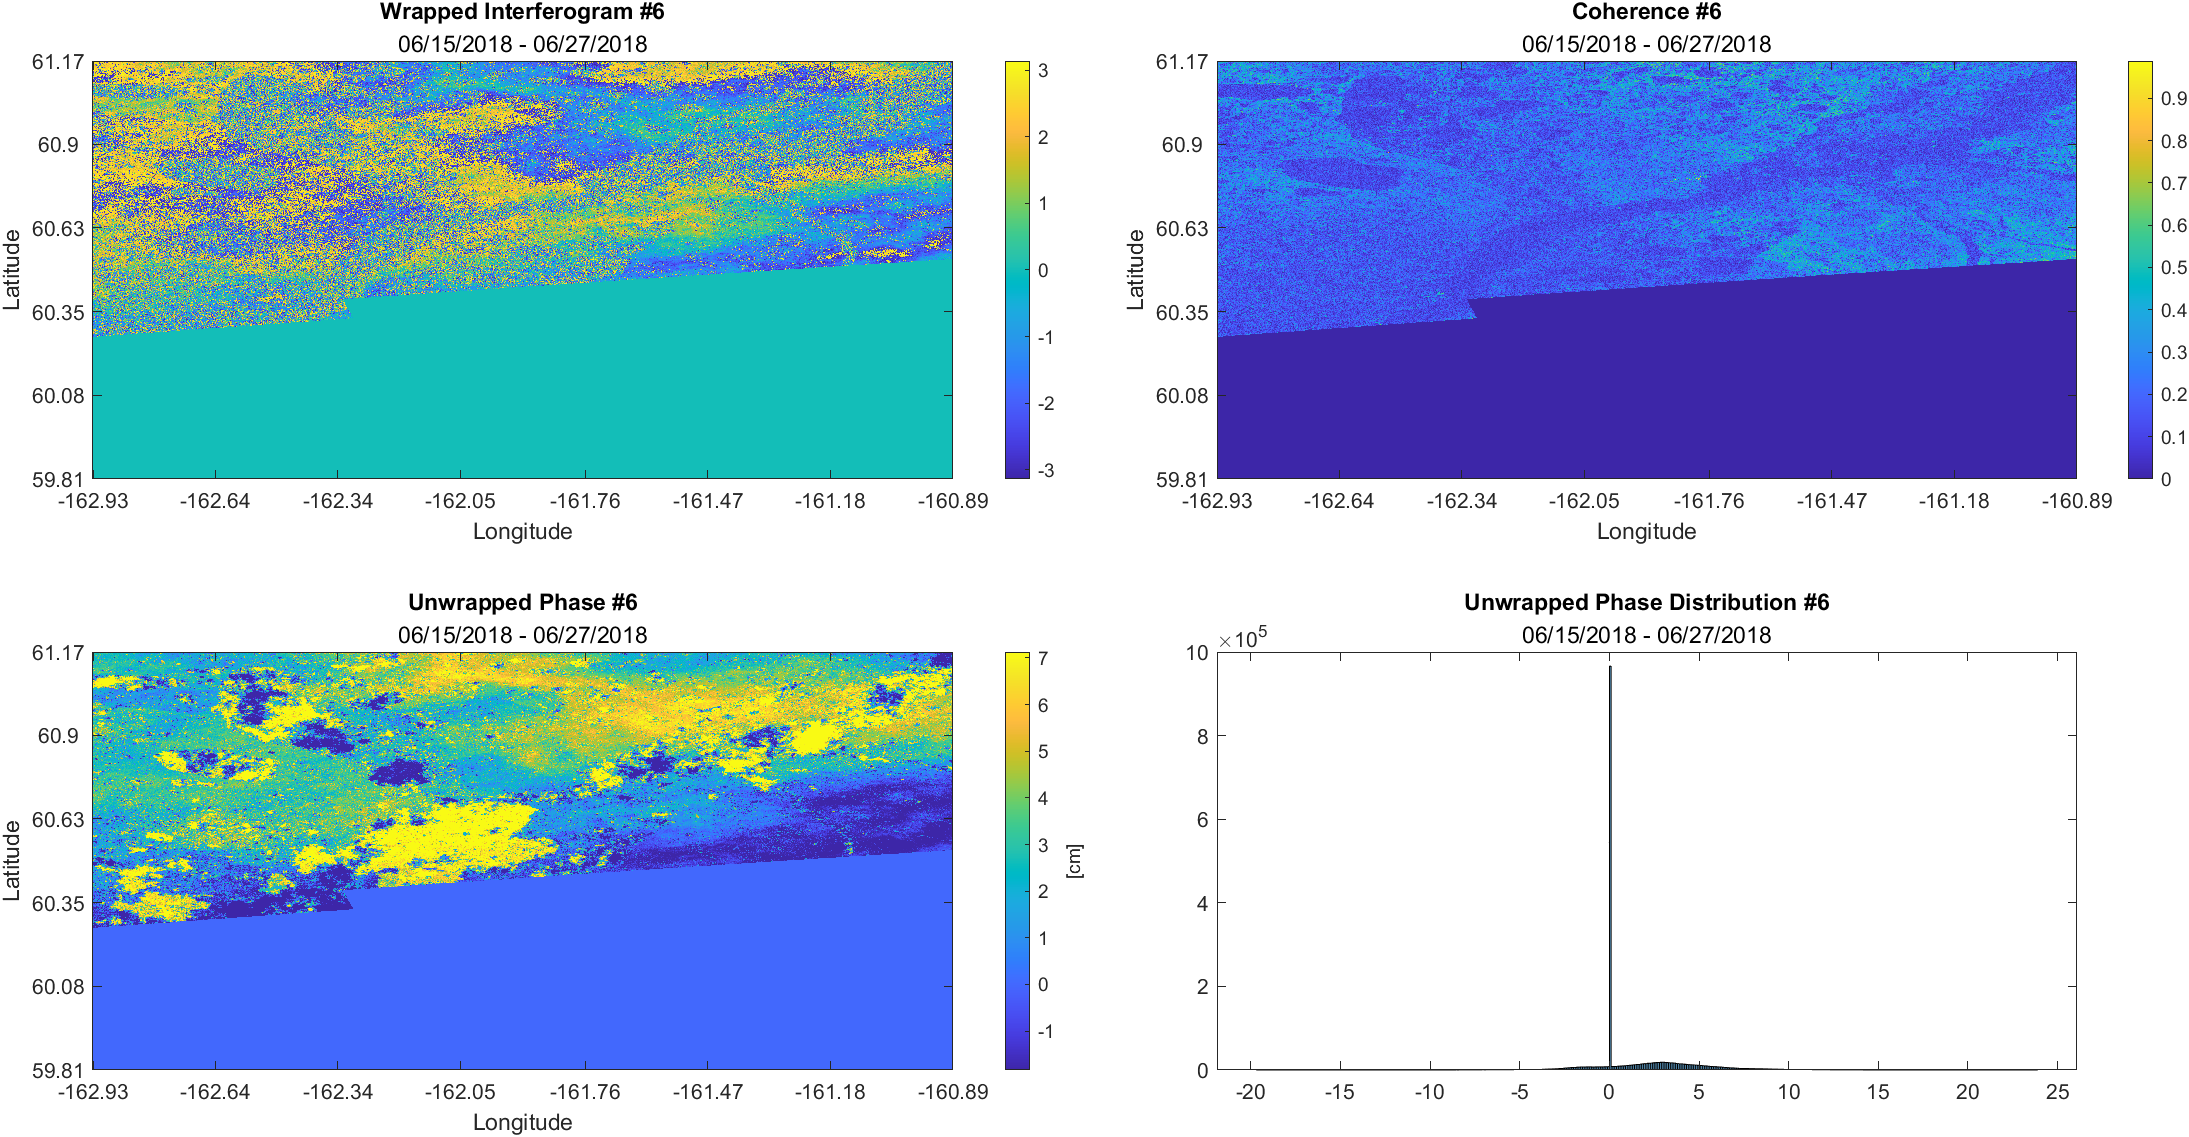 Wrapped Interferogram #6
06/15/2018 - 06/27/2018
61.17
60.9
60.63
60.35
60.08
59.81
Latitude
-162.93 -162.64 -162.34 -162.05 -161.76 -161.47 -161.18 -160.89
Longitude
3
2
1
0
-1
-2
-3
Coherence #6
06/15/2018 - 06/27/2018
61.17
60.9
60.63
60.35
60.08
59.81
Latitude
-162.93 -162.64 -162.34 -162.05 -161.76 -161.47 -161.18 -160.89
Longitude
0.9
0.8
0.7
0.6
0.5
0.4
0.3
0.2
0.1
0
Unwrapped Phase #6
06/15/2018 - 06/27/2018
61.17
60.9
60.63
60.35
60.08
59.81
Latitude
-162.93 -162.64 -162.34 -162.05 -161.76 -161.47 -161.18 -160.89
Longitude
7
6
5
4
3
2
1
0
-1
[cm]
Unwrapped Phase Distribution #6
06/15/2018 - 06/27/2018
×10^5
10
8
6
4
2
0
-20 -15 -10 -5 0 5 10 15 20 25